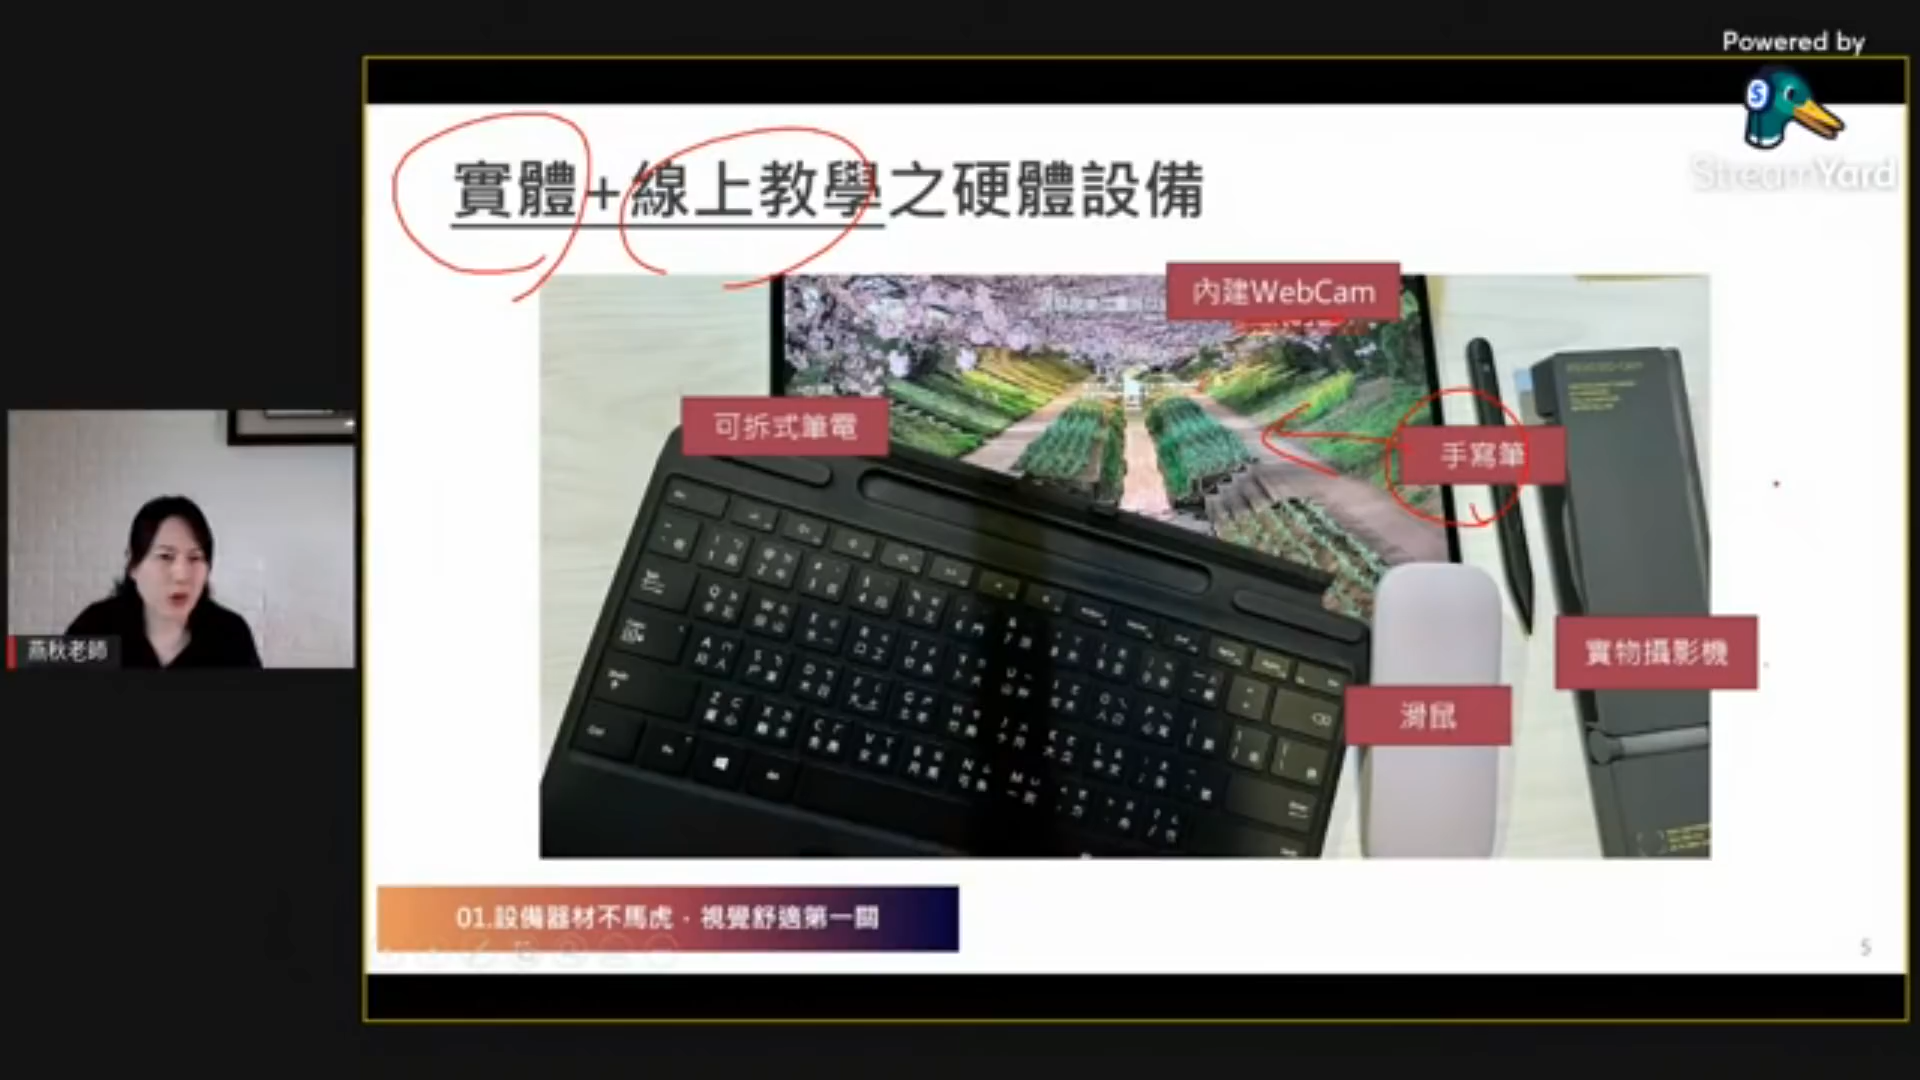 Powered by
StreamYard
實體+線上教學之硬體設備
內建WebCam
可拆式筆電
手寫筆
實物攝影機
滑鼠
燕秋老師
01.設備器材不馬虎，視覺舒適第一關
5